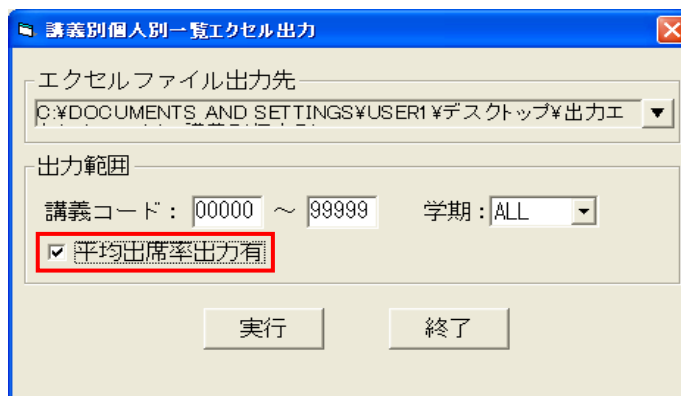 講義別個人別一覧エクセル出力
エクセルファイル出力先
C:¥DOCUMENTS AND SETTINGS¥USER1¥デスクトップ¥出力エ
出力範囲
講義コード： 00000 ～ 99999 学期：ALL
平均出席率出力有
実行 終了